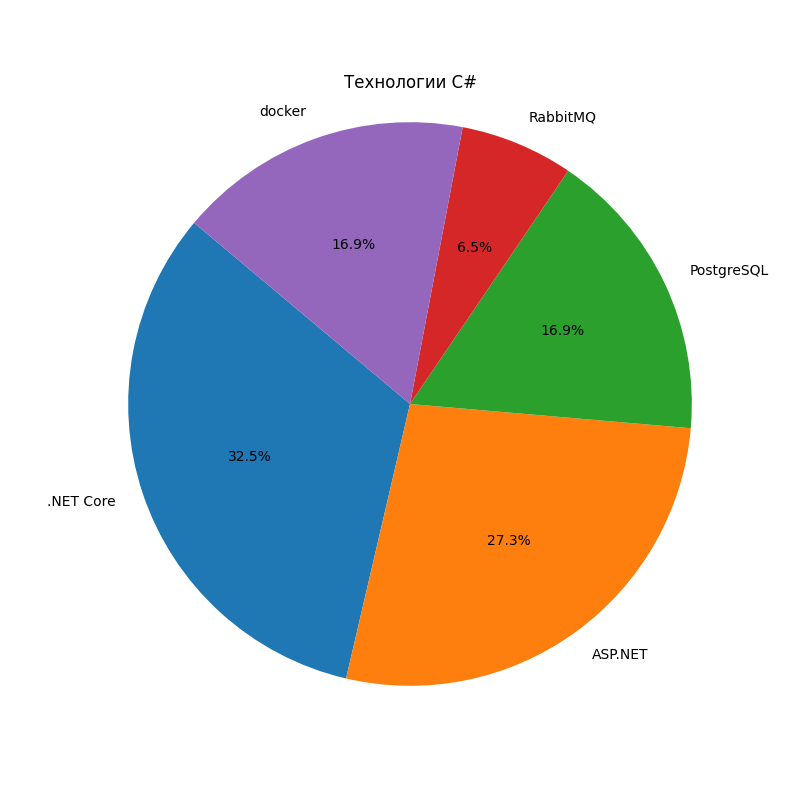 Технологии C#
docker
RabbitMQ
16.9%
6.5%
PostgreSQL
16.9%
32.5%
.NET Core
27.3%
ASP.NET